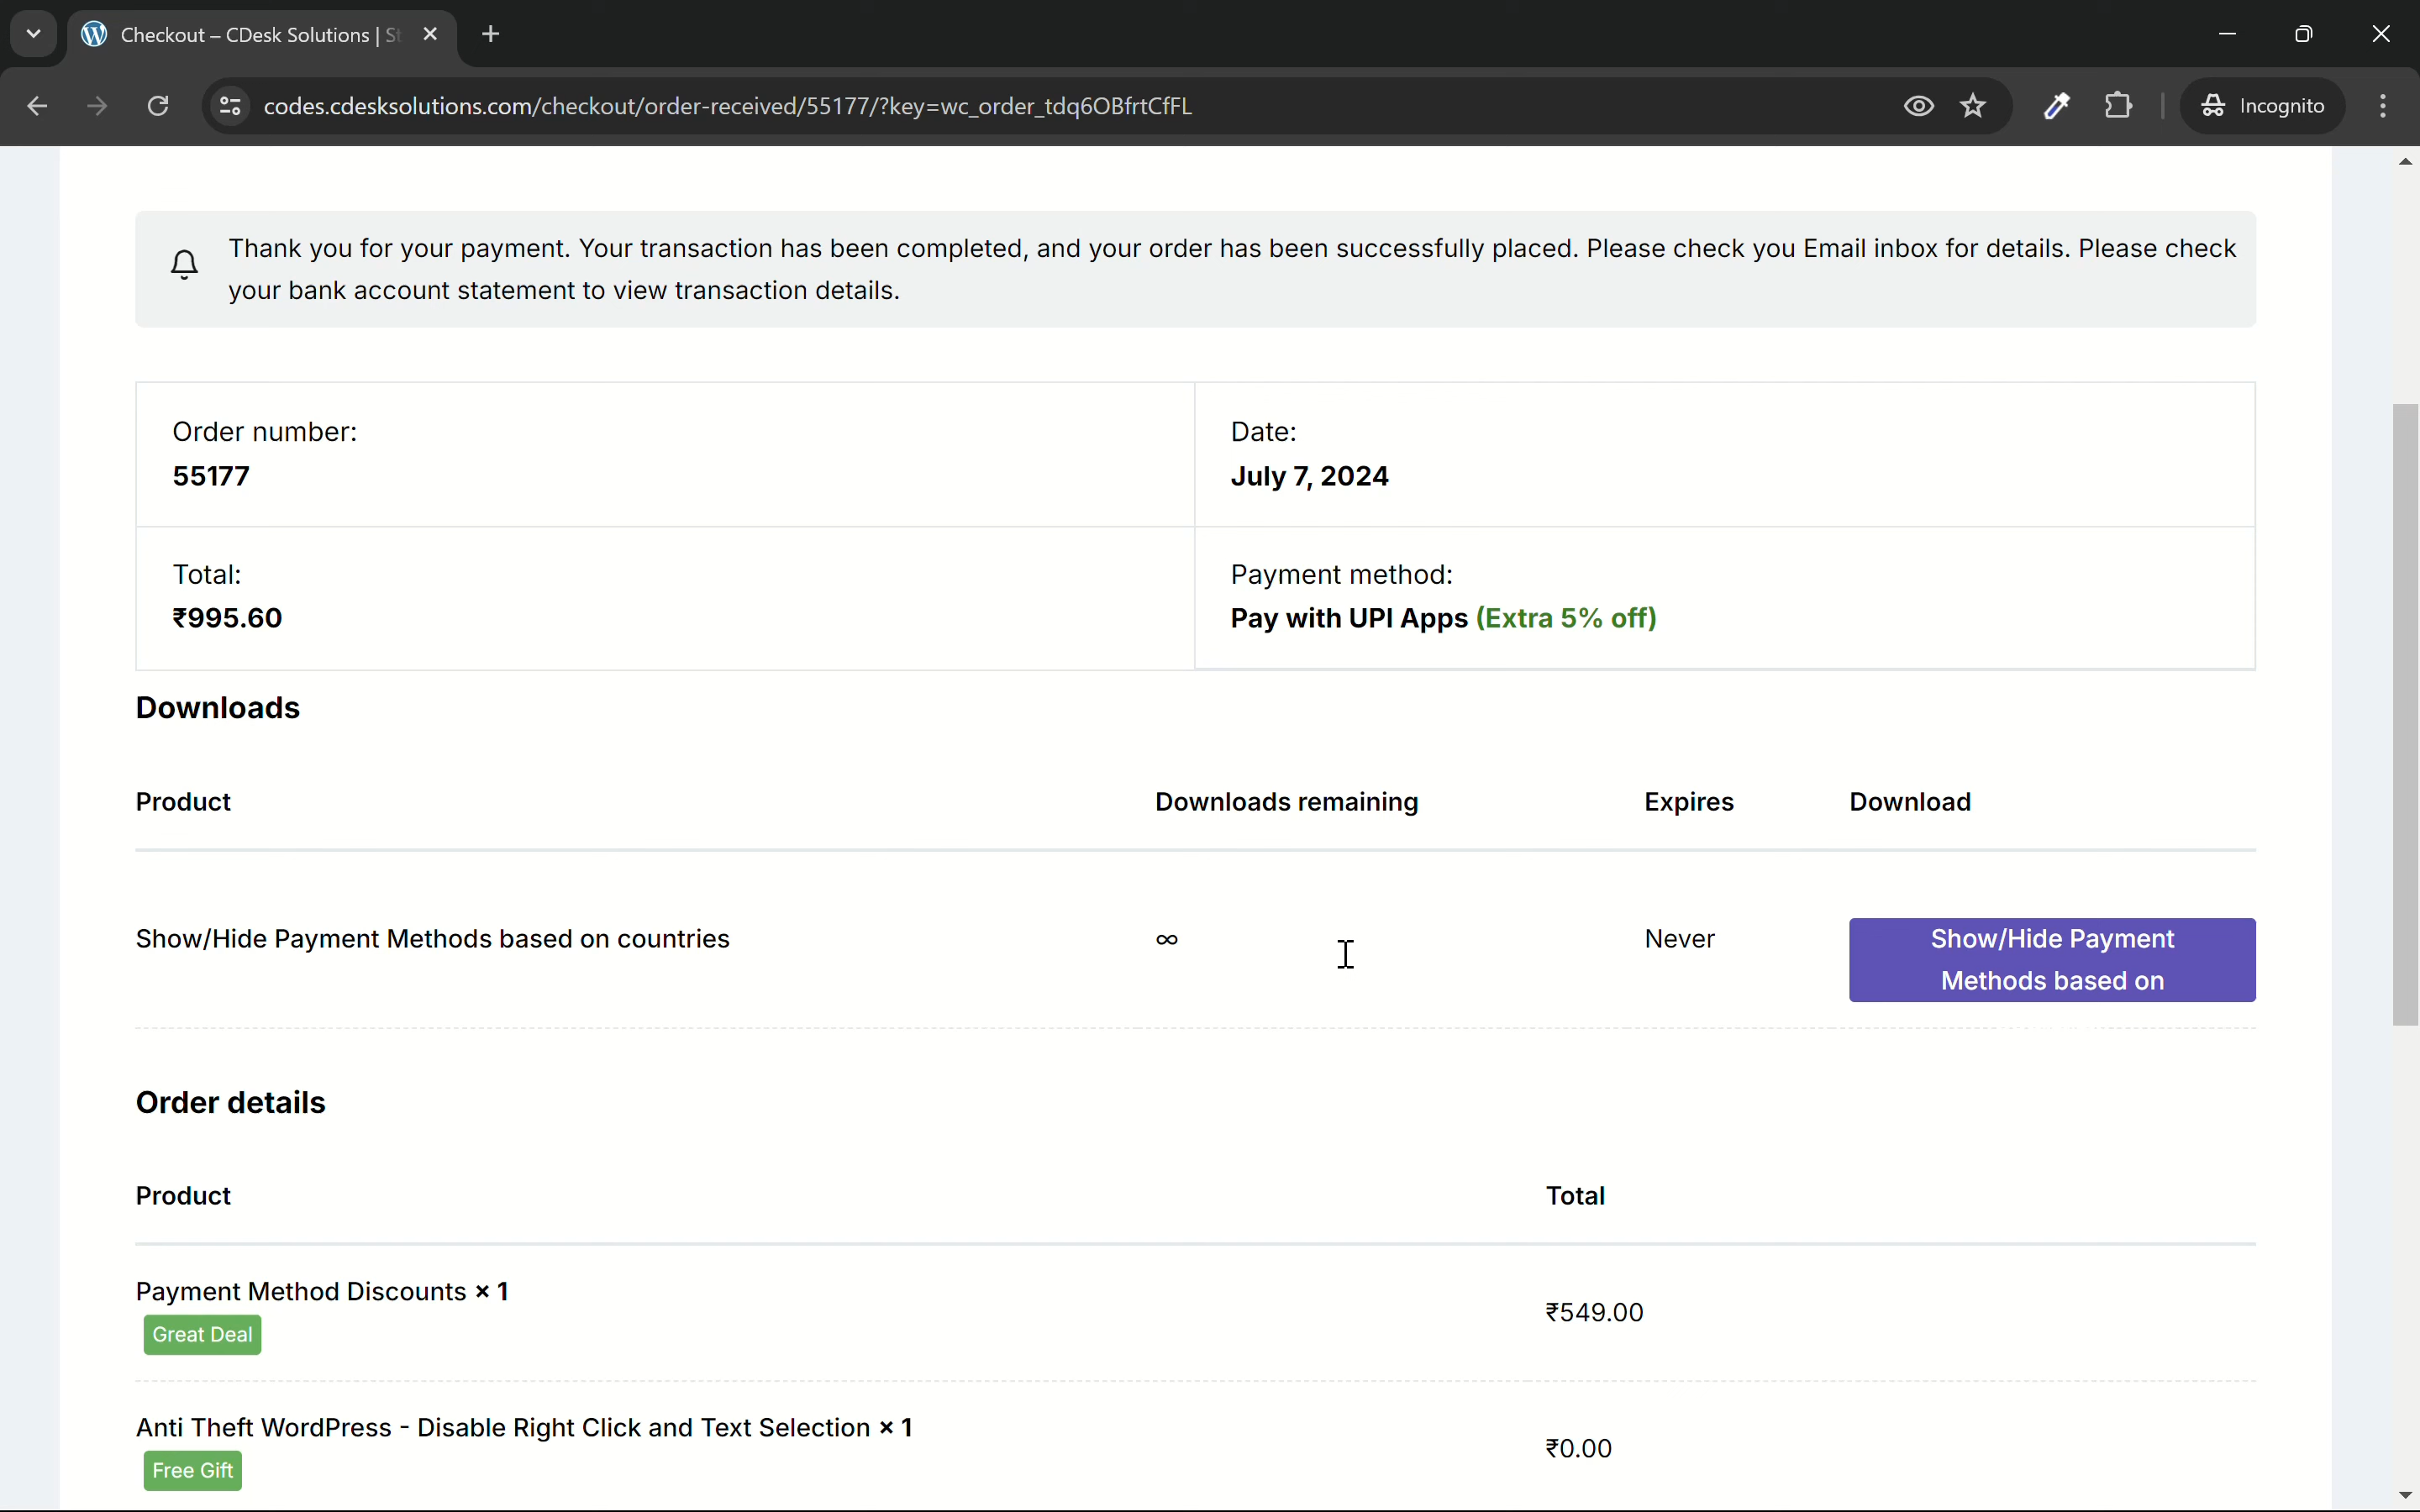 Checkout – CDesk Solutions | St
codes.cdesksolutions.com/checkout/order-received/55177/?key=wc_order_tdq6OBfrtCfFL
Incognito
Thank you for your payment. Your transaction has been completed, and your order has been successfully placed. Please check you Email inbox for details. Please check
your bank account statement to view transaction details.
Order number:
55177
Date:
July 7, 2024
Total:
₹995.60
Payment method:
Pay with UPI Apps (Extra 5% off)
Downloads
Product Downloads remaining Expires Download
Show/Hide Payment Methods based on countries ∞ Never Show/Hide Payment
Methods based on
Order details
Product Total
Payment Method Discounts × 1
Great Deal
₹549.00
Anti Theft WordPress - Disable Right Click and Text Selection × 1
Free Gift
₹0.00